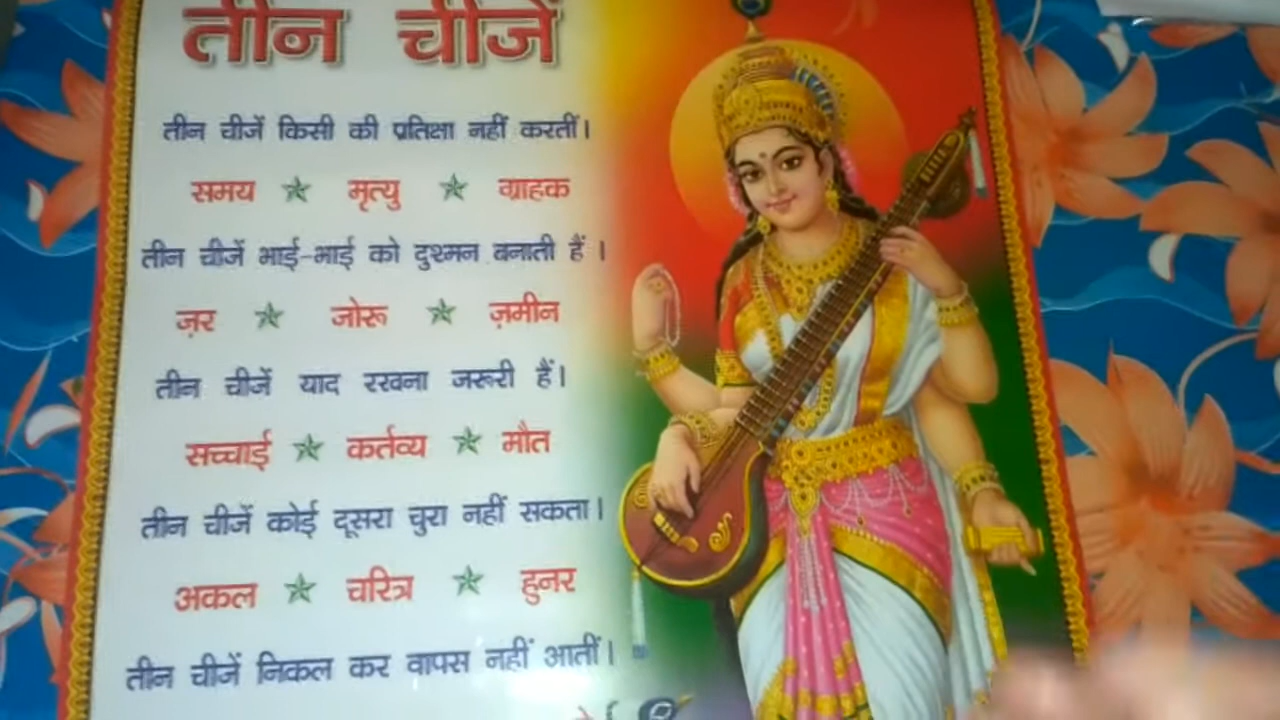 तीन चीजें
तीन चीजें किसी की प्रतिक्षा नहीं करतीं।
समय ★ मृत्यु ★ ग्राहक
तीन चीजें भाई-भाई को दुश्मन बनाती हैं ।
ज़र ★ जोरू ★ ज़मीन
तीन चीजें याद रखना जरूरी हैं।
सच्चाई ★ कर्तव्य ★ मौत
तीन चीजें कोई दूसरा चुरा नहीं सकता।
अकल ★ चरित्र ★ हुनर
तीन चीजें निकल कर वापस नहीं आतीं।